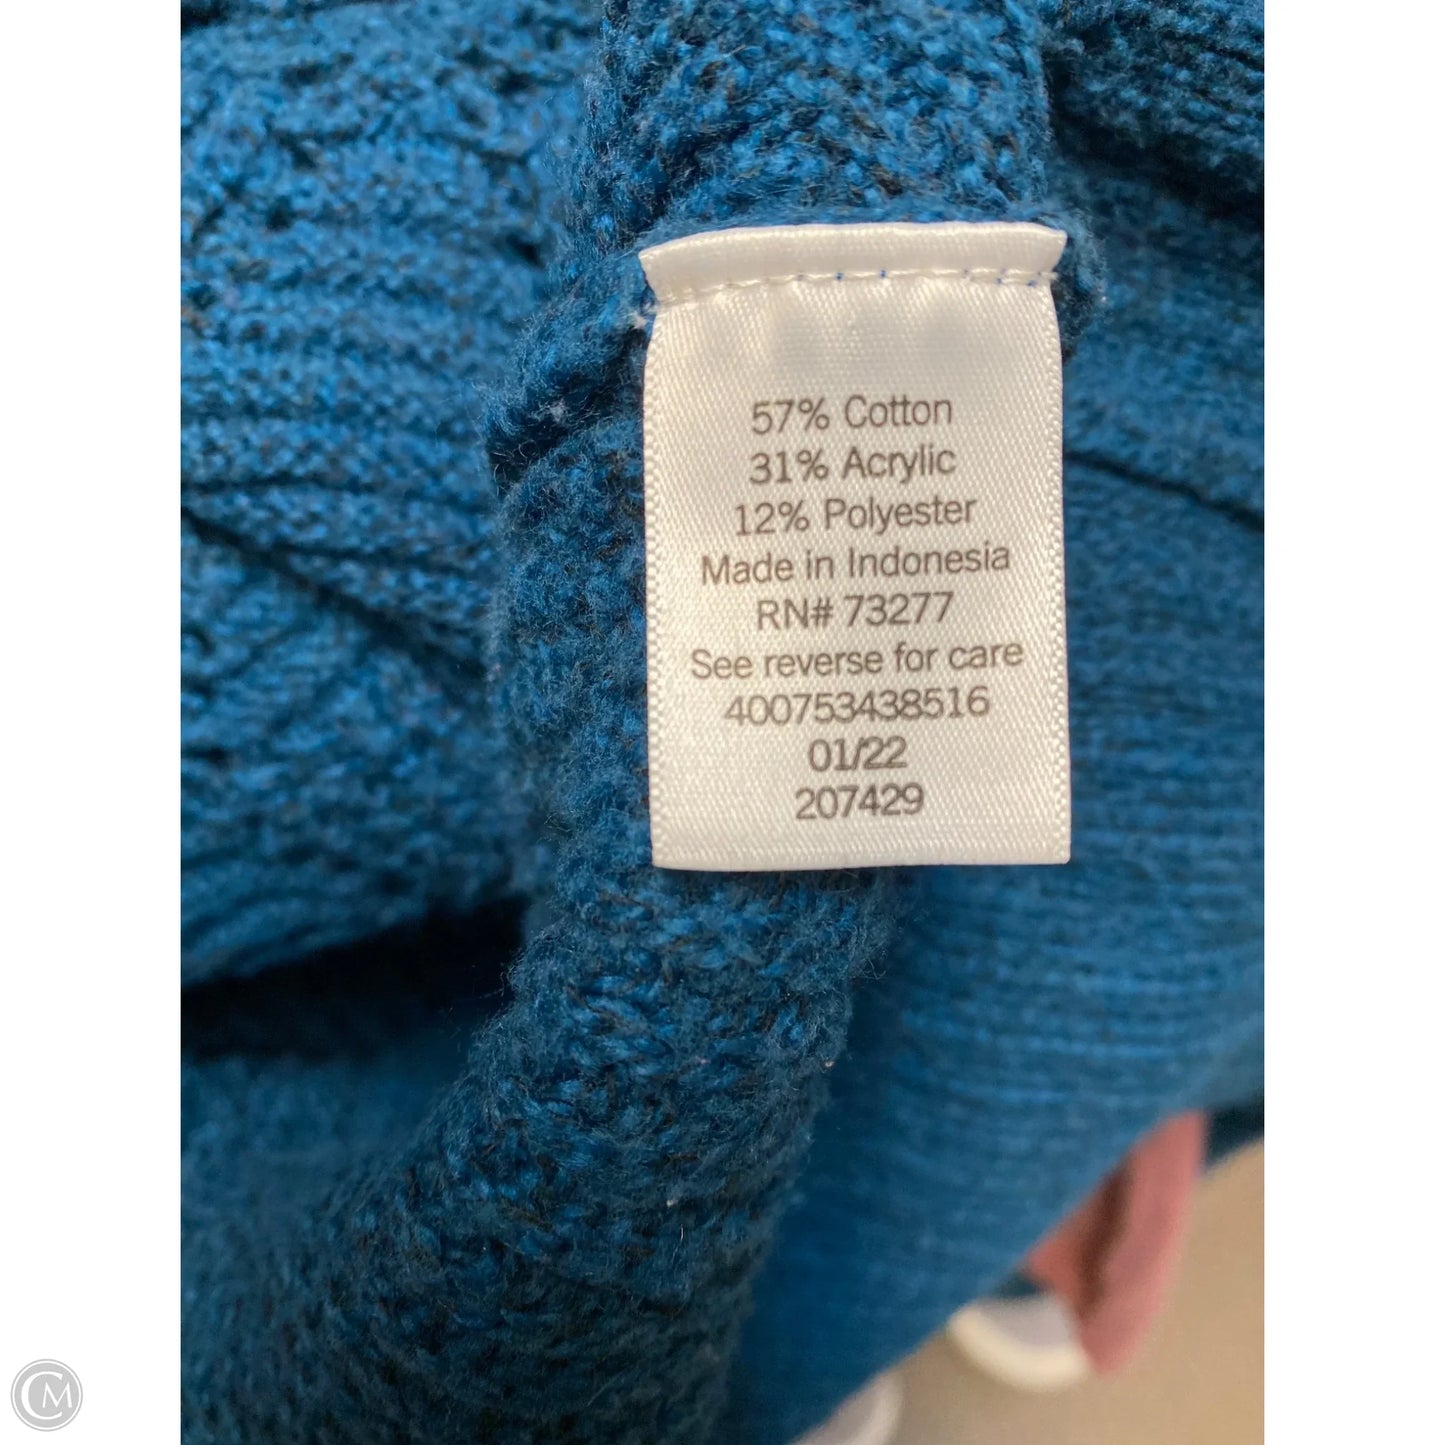 57% Cotton
31% Acrylic
12% Polyester
Made in Indonesia
RN# 73277
See reverse for care
400753438516
01/22
207429
CM